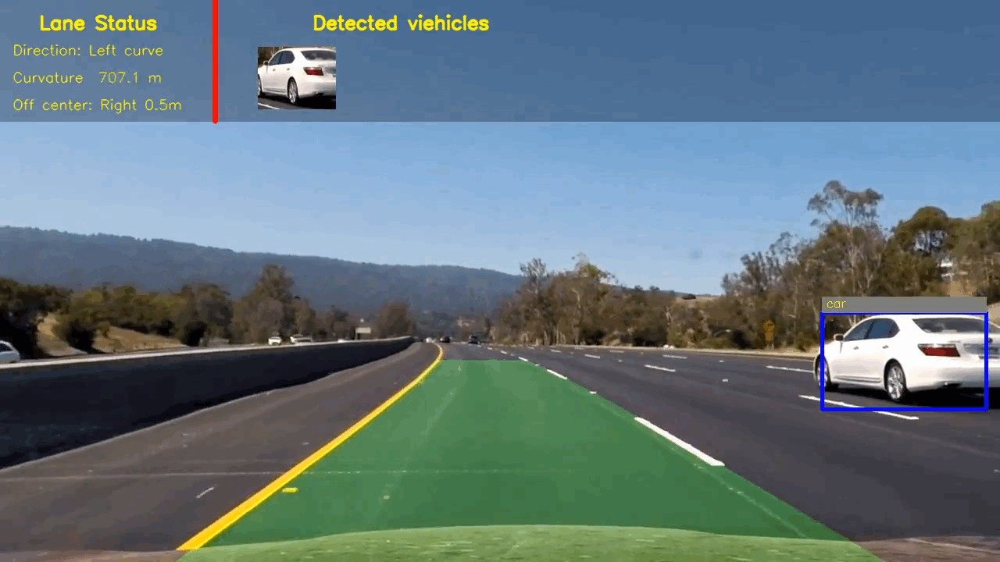 Lane Status
Direction: Left curve
Curvature 707.1 m
Off center: Right 0.5m
Detected viehicles
car